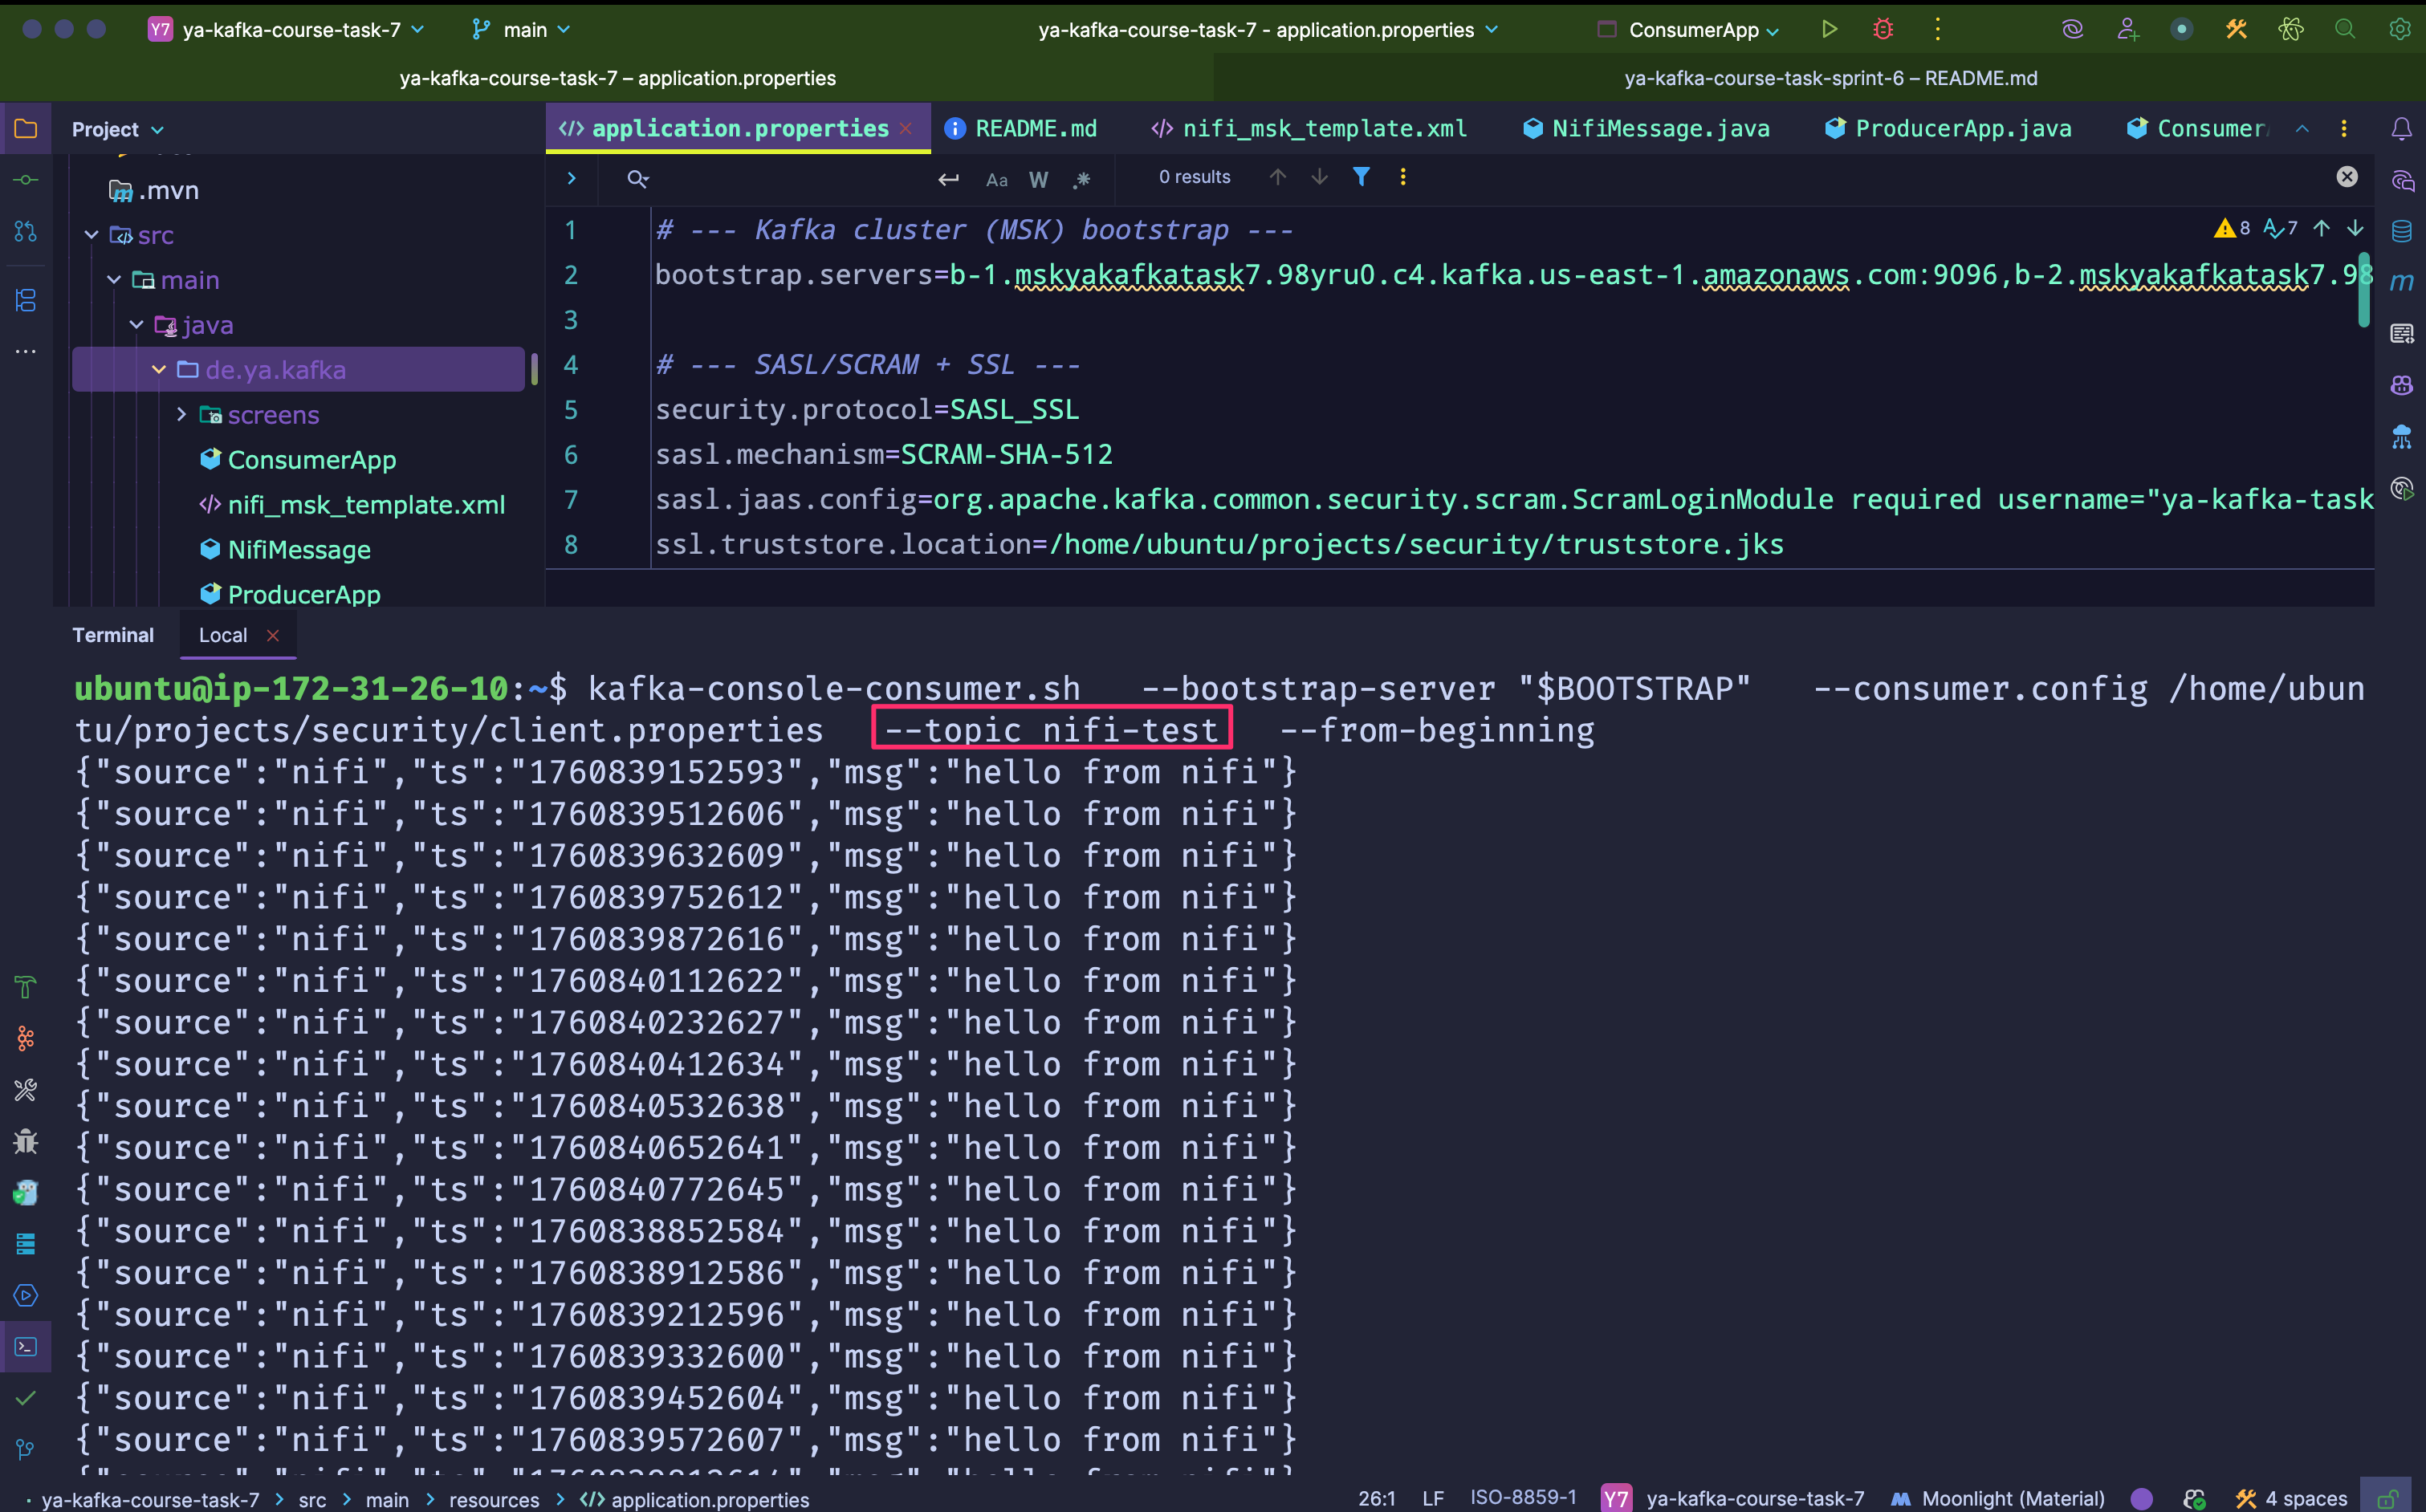 Y7 ya-kafka-course-task-7 main ya-kafka-course-task-7 - application.properties ConsumerApp
ya-kafka-course-task-7 – application.properties ya-kafka-course-task-sprint-6 – README.md
Project
application.properties README.md nifi_msk_template.xml NifiMessage.java ProducerApp.java Consumer
.mvn
src
main
java
de.ya.kafka
screens
ConsumerApp
nifi_msk_template.xml
NifiMessage
ProducerApp
Aa W .* 0 results
8 7
1 # --- Kafka cluster (MSK) bootstrap ---
2 bootstrap.servers=b-1.mskyakafkatask7.98yru0.c4.kafka.us-east-1.amazonaws.com:9096,b-2.mskyakafkatask7.98
3
4 # --- SASL/SCRAM + SSL ---
5 security.protocol=SASL_SSL
6 sasl.mechanism=SCRAM-SHA-512
7 sasl.jaas.config=org.apache.kafka.common.security.scram.ScramLoginModule required username="ya-kafka-task
8 ssl.truststore.location=/home/ubuntu/projects/security/truststore.jks
Terminal Local
ubuntu@ip-172-31-26-10:~$ kafka-console-consumer.sh --bootstrap-server "$BOOTSTRAP" --consumer.config /home/ubun
tu/projects/security/client.properties --topic nifi-test --from-beginning
{"source":"nifi","ts":"1760839152593","msg":"hello from nifi"}
{"source":"nifi","ts":"1760839512606","msg":"hello from nifi"}
{"source":"nifi","ts":"1760839632609","msg":"hello from nifi"}
{"source":"nifi","ts":"1760839752612","msg":"hello from nifi"}
{"source":"nifi","ts":"1760839872616","msg":"hello from nifi"}
{"source":"nifi","ts":"1760840112622","msg":"hello from nifi"}
{"source":"nifi","ts":"1760840232627","msg":"hello from nifi"}
{"source":"nifi","ts":"1760840412634","msg":"hello from nifi"}
{"source":"nifi","ts":"1760840532638","msg":"hello from nifi"}
{"source":"nifi","ts":"1760840652641","msg":"hello from nifi"}
{"source":"nifi","ts":"1760840772645","msg":"hello from nifi"}
{"source":"nifi","ts":"1760838852584","msg":"hello from nifi"}
{"source":"nifi","ts":"1760838912586","msg":"hello from nifi"}
{"source":"nifi","ts":"1760839212596","msg":"hello from nifi"}
{"source":"nifi","ts":"1760839332600","msg":"hello from nifi"}
{"source":"nifi","ts":"1760839452604","msg":"hello from nifi"}
{"source":"nifi","ts":"1760839572607","msg":"hello from nifi"}
ya-kafka-course-task-7 > src > main > resources > application.properties 26:1 LF ISO-8859-1 Y7 ya-kafka-course-task-7 Moonlight (Material) 4 spaces